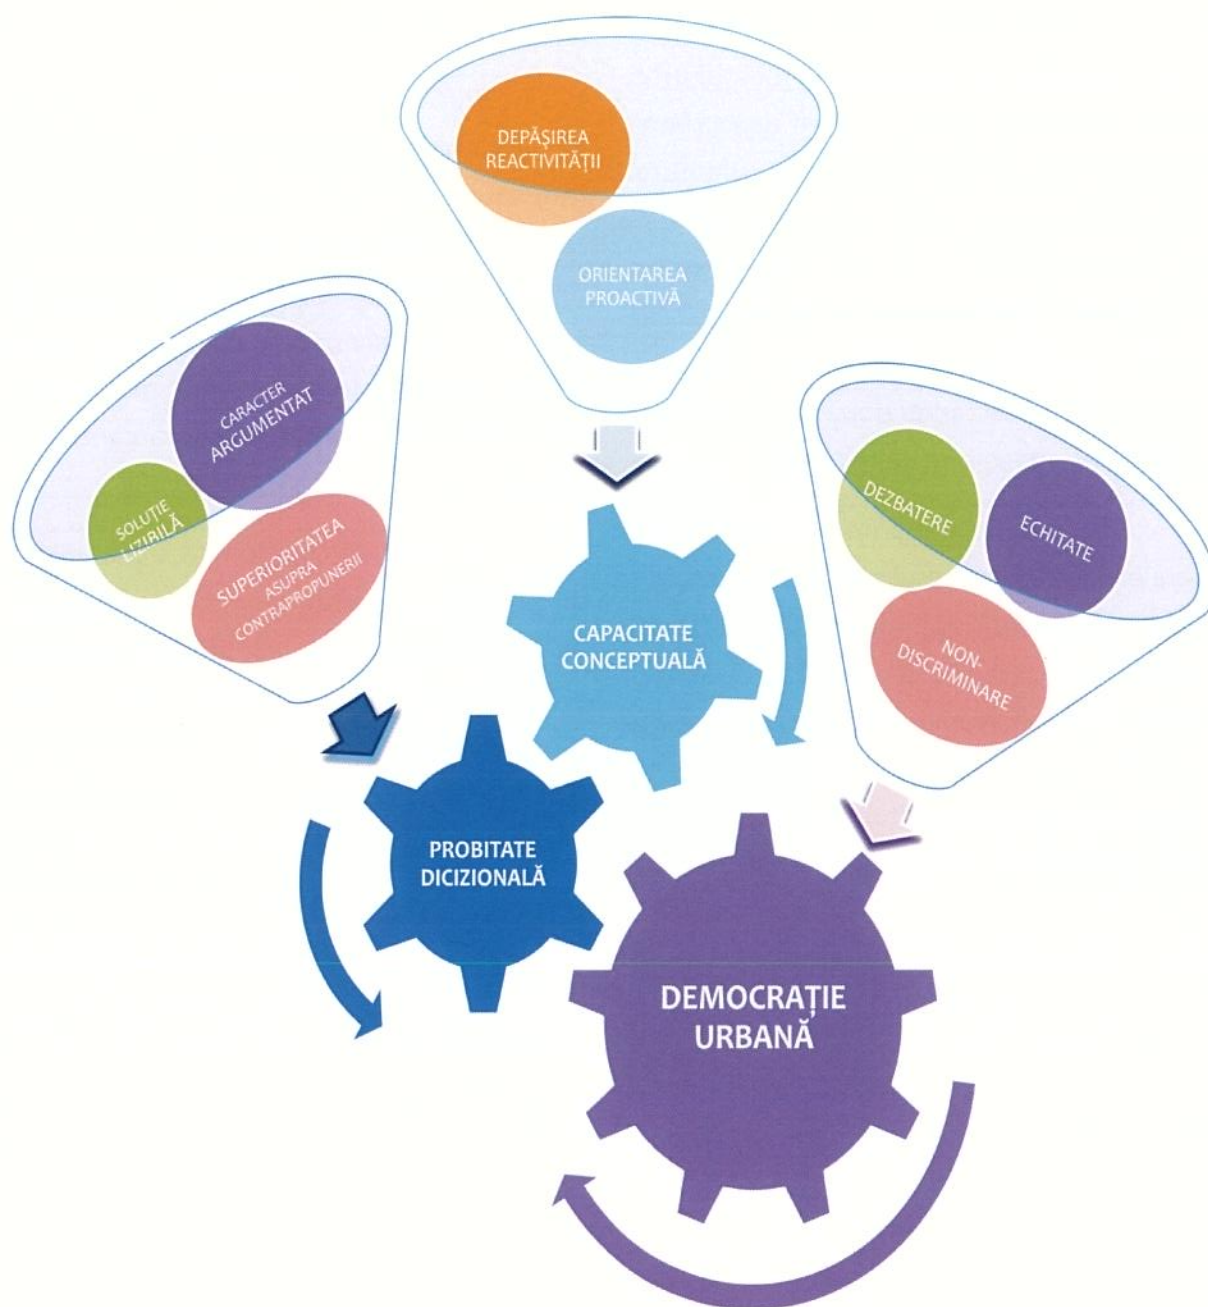 DEPĂȘIREA
REACTIVITĂȚII
ORIENTAREA
PROACTIVĂ
CARACTER
ARGUMENTAT
SOLUȚIE
LIZIBILĂ
SUPERIORITATEA
ASUPRA
CONTRAPROPUNERII
DEZBATERE
ECHITATE
NON-
DISCRIMINARE
CAPACITATE
CONCEPTUALĂ
PROBITATE
DICIZIONALĂ
DEMOCRAȚIE
URBANĂ